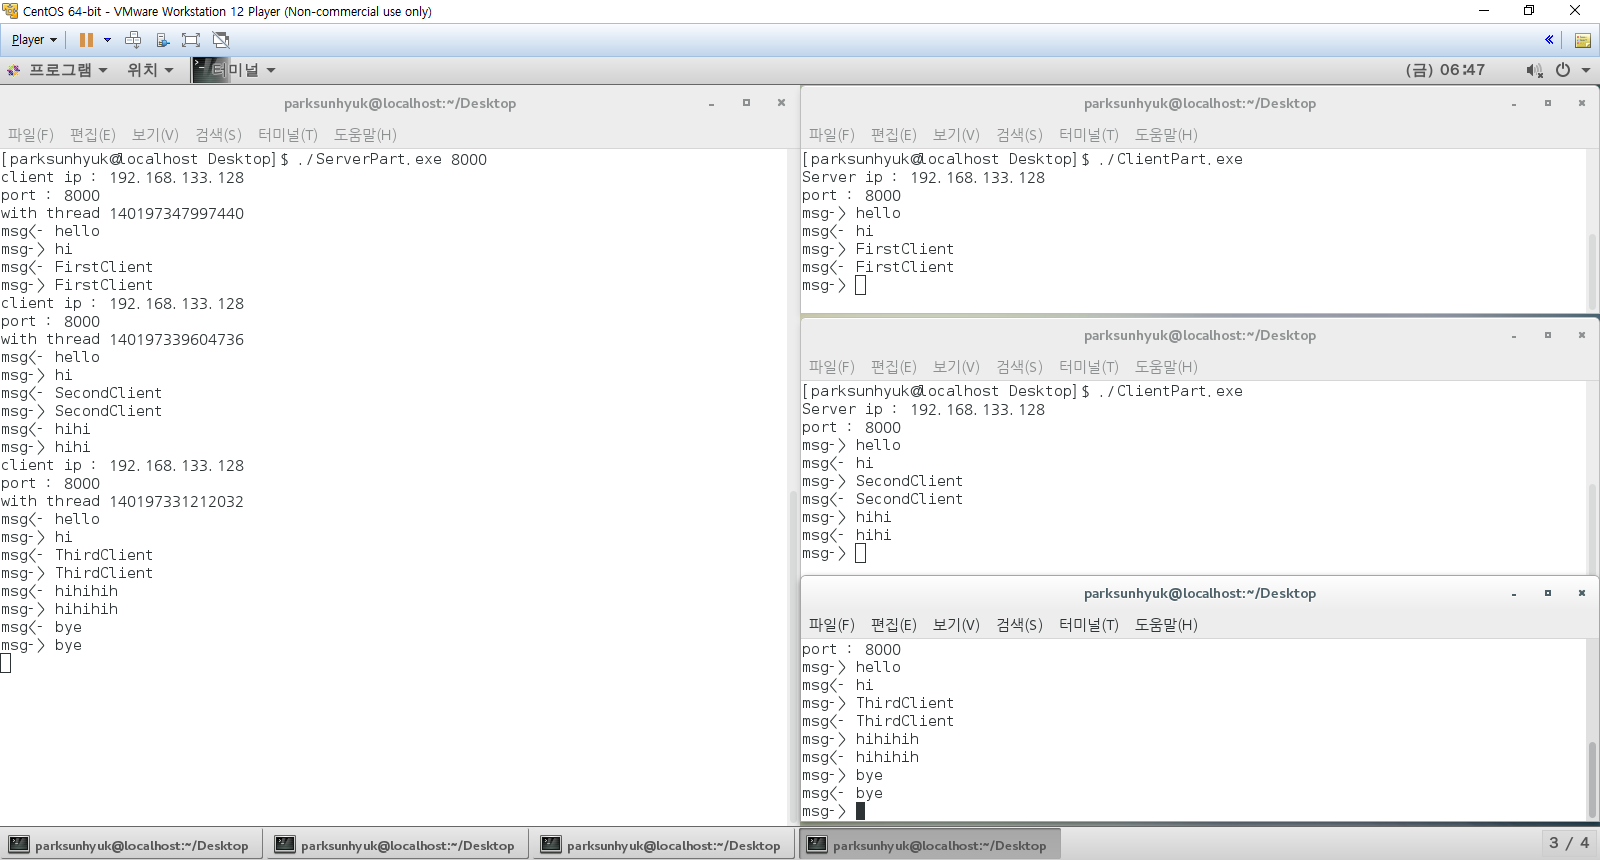 CentOS 64-bit - VMware Workstation 12 Player (Non-commercial use only)
Player
프로그램 위치 터미널 (금) 06:47
parksunhyuk@localhost:~/Desktop
파일(F) 편집(E) 보기(V) 검색(S) 터미널(T) 도움말(H)
[parksunhyuk@localhost Desktop]$ ./ServerPart.exe 8000
client ip : 192.168.133.128
port : 8000
with thread 140197347997440
msg<- hello
msg-> hi
msg<- FirstClient
msg-> FirstClient
client ip : 192.168.133.128
port : 8000
with thread 140197339604736
msg<- hello
msg-> hi
msg<- SecondClient
msg-> SecondClient
msg<- hihi
msg-> hihi
client ip : 192.168.133.128
port : 8000
with thread 140197331212032
msg<- hello
msg-> hi
msg<- ThirdClient
msg-> ThirdClient
msg<- hihihih
msg-> hihihih
msg<- bye
msg-> bye
parksunhyuk@localhost:~/Desktop
파일(F) 편집(E) 보기(V) 검색(S) 터미널(T) 도움말(H)
[parksunhyuk@localhost Desktop]$ ./ClientPart.exe
Server ip : 192.168.133.128
port : 8000
msg-> hello
msg<- hi
msg-> FirstClient
msg<- FirstClient
msg->
parksunhyuk@localhost:~/Desktop
파일(F) 편집(E) 보기(V) 검색(S) 터미널(T) 도움말(H)
[parksunhyuk@localhost Desktop]$ ./ClientPart.exe
Server ip : 192.168.133.128
port : 8000
msg-> hello
msg<- hi
msg-> SecondClient
msg<- SecondClient
msg-> hihi
msg<- hihi
msg->
parksunhyuk@localhost:~/Desktop
파일(F) 편집(E) 보기(V) 검색(S) 터미널(T) 도움말(H)
port : 8000
msg-> hello
msg<- hi
msg-> ThirdClient
msg<- ThirdClient
msg-> hihihih
msg<- hihihih
msg-> bye
msg<- bye
msg->
parksunhyuk@localhost:~/Desktop parksunhyuk@localhost:~/Desktop parksunhyuk@localhost:~/Desktop parksunhyuk@localhost:~/Desktop 3 / 4